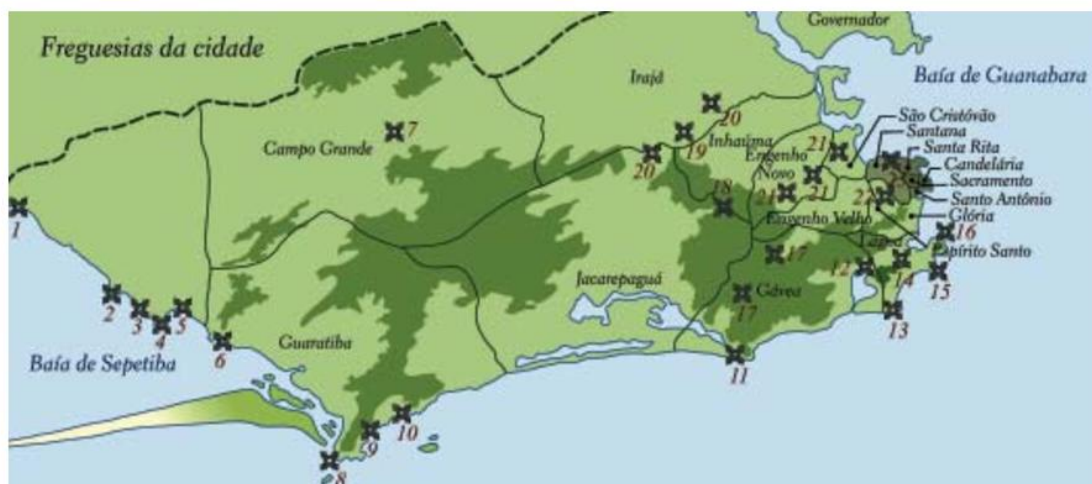 Freguesias da cidade
Governador
Baía de Guanabara
Irajá
Campo Grande
7
20
19
20
Inhaúma
Engenho
Novo
21
21
21
18
São Cristóvão
Santana
Santa Rita
Candelária
Sacramento
Santo Antônio
Glória
22
16
Espírito Santo
Engenho Velho
17
12
14
15
13
1
2
3
4
5
6
Baía de Sepetiba
Guaratiba
Jacarepaguá
Gávea
17
11
8
9
10